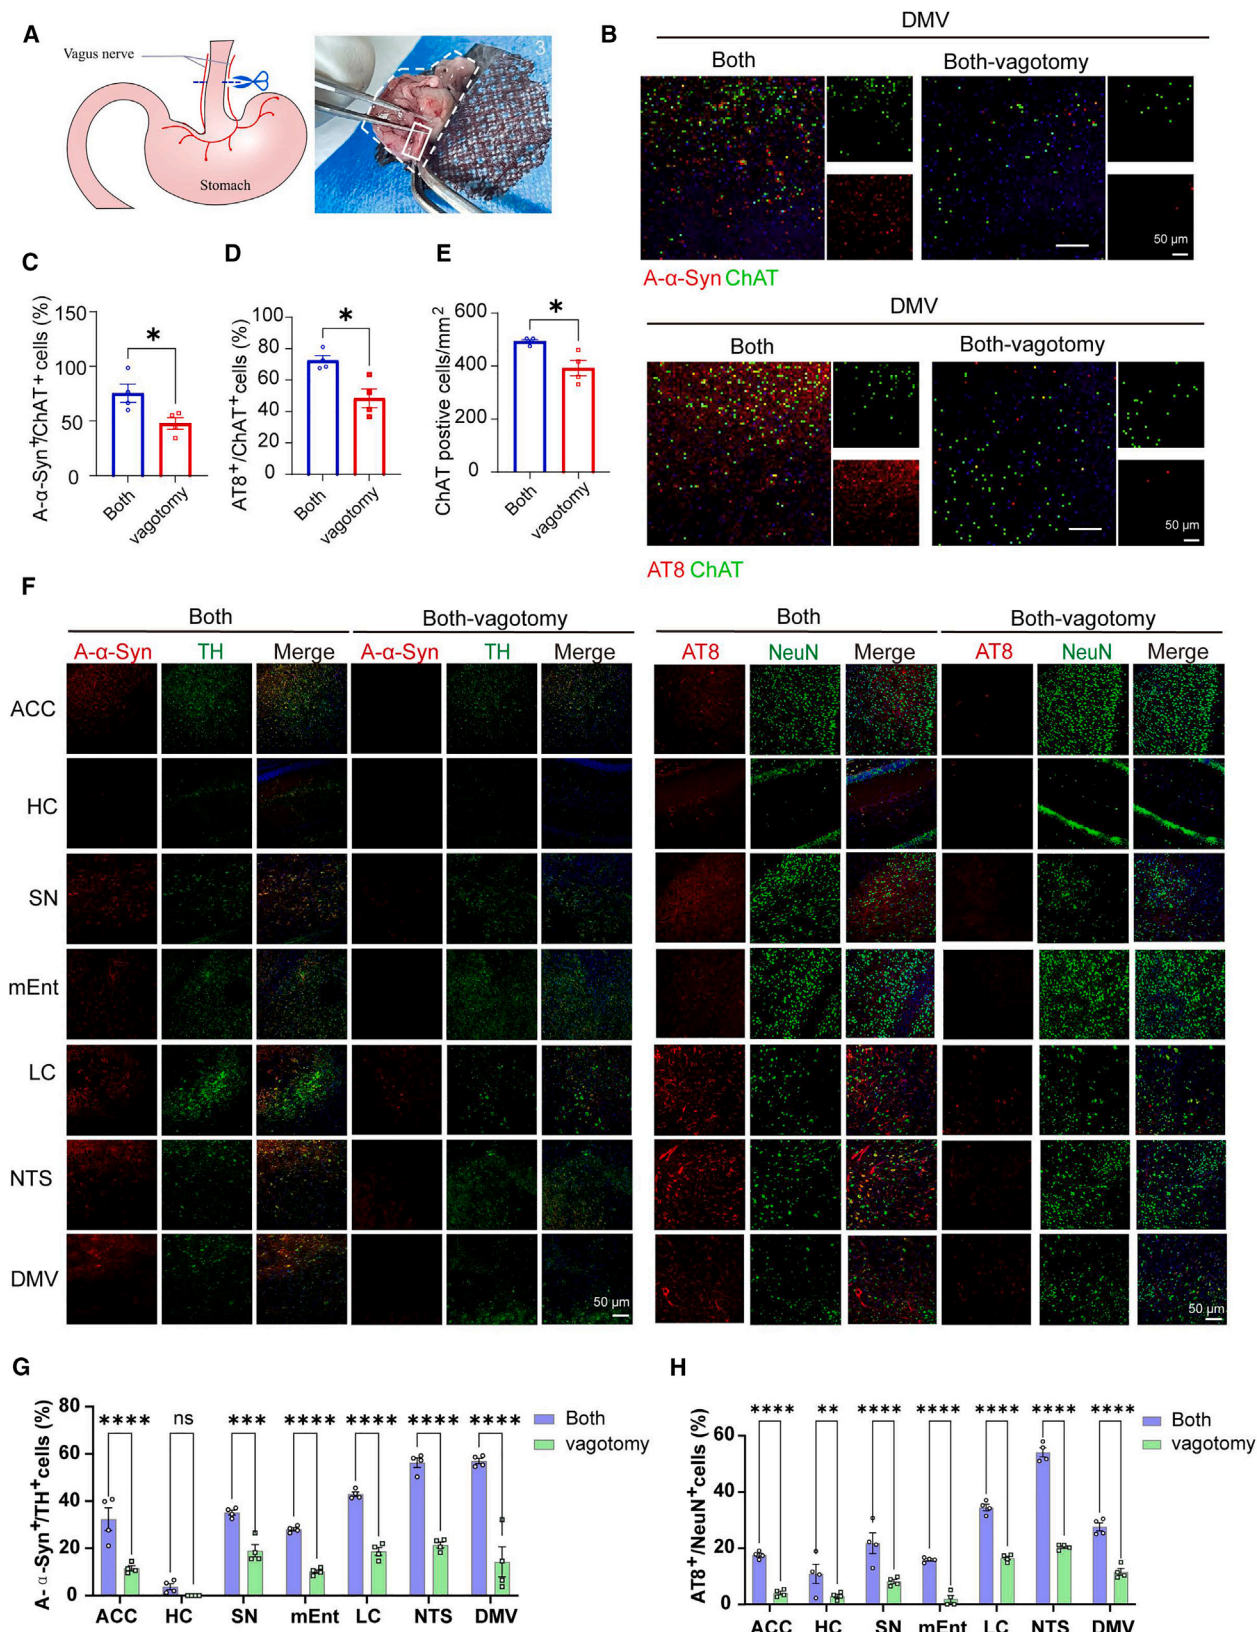 A
Vagus nerve
Stomach
3
B
DMV
Both
Both-vagotomy
50 μm
A-α-Syn ChAT
DMV
Both
Both-vagotomy
50 μm
AT8 ChAT
C
A-α-Syn+/ChAT+ cells (%)
150
100
50
0
*
Both
vagotomy
D
AT8+/ChAT+ cells (%)
100
80
60
40
20
0
*
Both
vagotomy
E
ChAT postive cells/mm2
600
400
200
0
*
Both
vagotomy
F
Both
Both-vagotomy
Both
Both-vagotomy
A-α-Syn TH Merge A-α-Syn TH Merge AT8 NeuN Merge AT8 NeuN Merge
ACC
HC
SN
mEnt
LC
NTS
DMV
50 μm
50 μm
G
A-α-Syn+/TH+ cells (%)
80
60
40
20
0
**** ns *** **** **** **** ****
Both
vagotomy
ACC HC SN mEnt LC NTS DMV
H
AT8+/NeuN+cells (%)
60
40
20
0
**** ** **** **** **** **** ****
Both
vagotomy
ACC HC SN mEnt LC NTS DMV